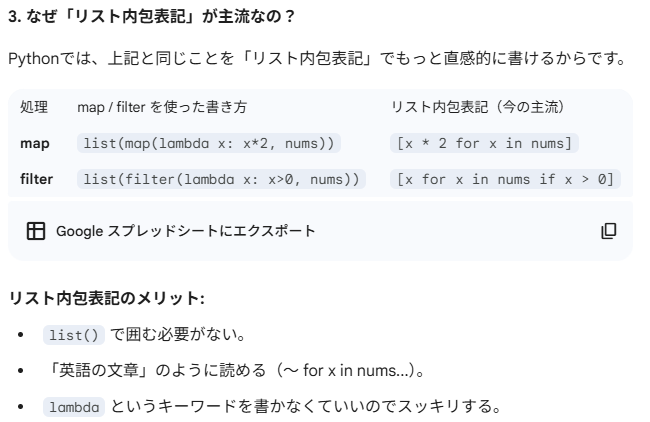 3. なぜ「リスト内包表記」が主流なの？
Pythonでは、上記と同じことを「リスト内包表記」でもっと直感的に書けるからです。
処理 map / filter を使った書き方 リスト内包表記（今の主流）
map list(map(lambda x: x*2, nums)) [x * 2 for x in nums]
filter list(filter(lambda x: x>0, nums)) [x for x in nums if x > 0]
Google スプレッドシートにエクスポート
リスト内包表記のメリット:
• list() で囲む必要がない。
• 「英語の文章」のように読める（～ for x in nums...）。
• lambda というキーワードを書かなくていいのでスッキリする。